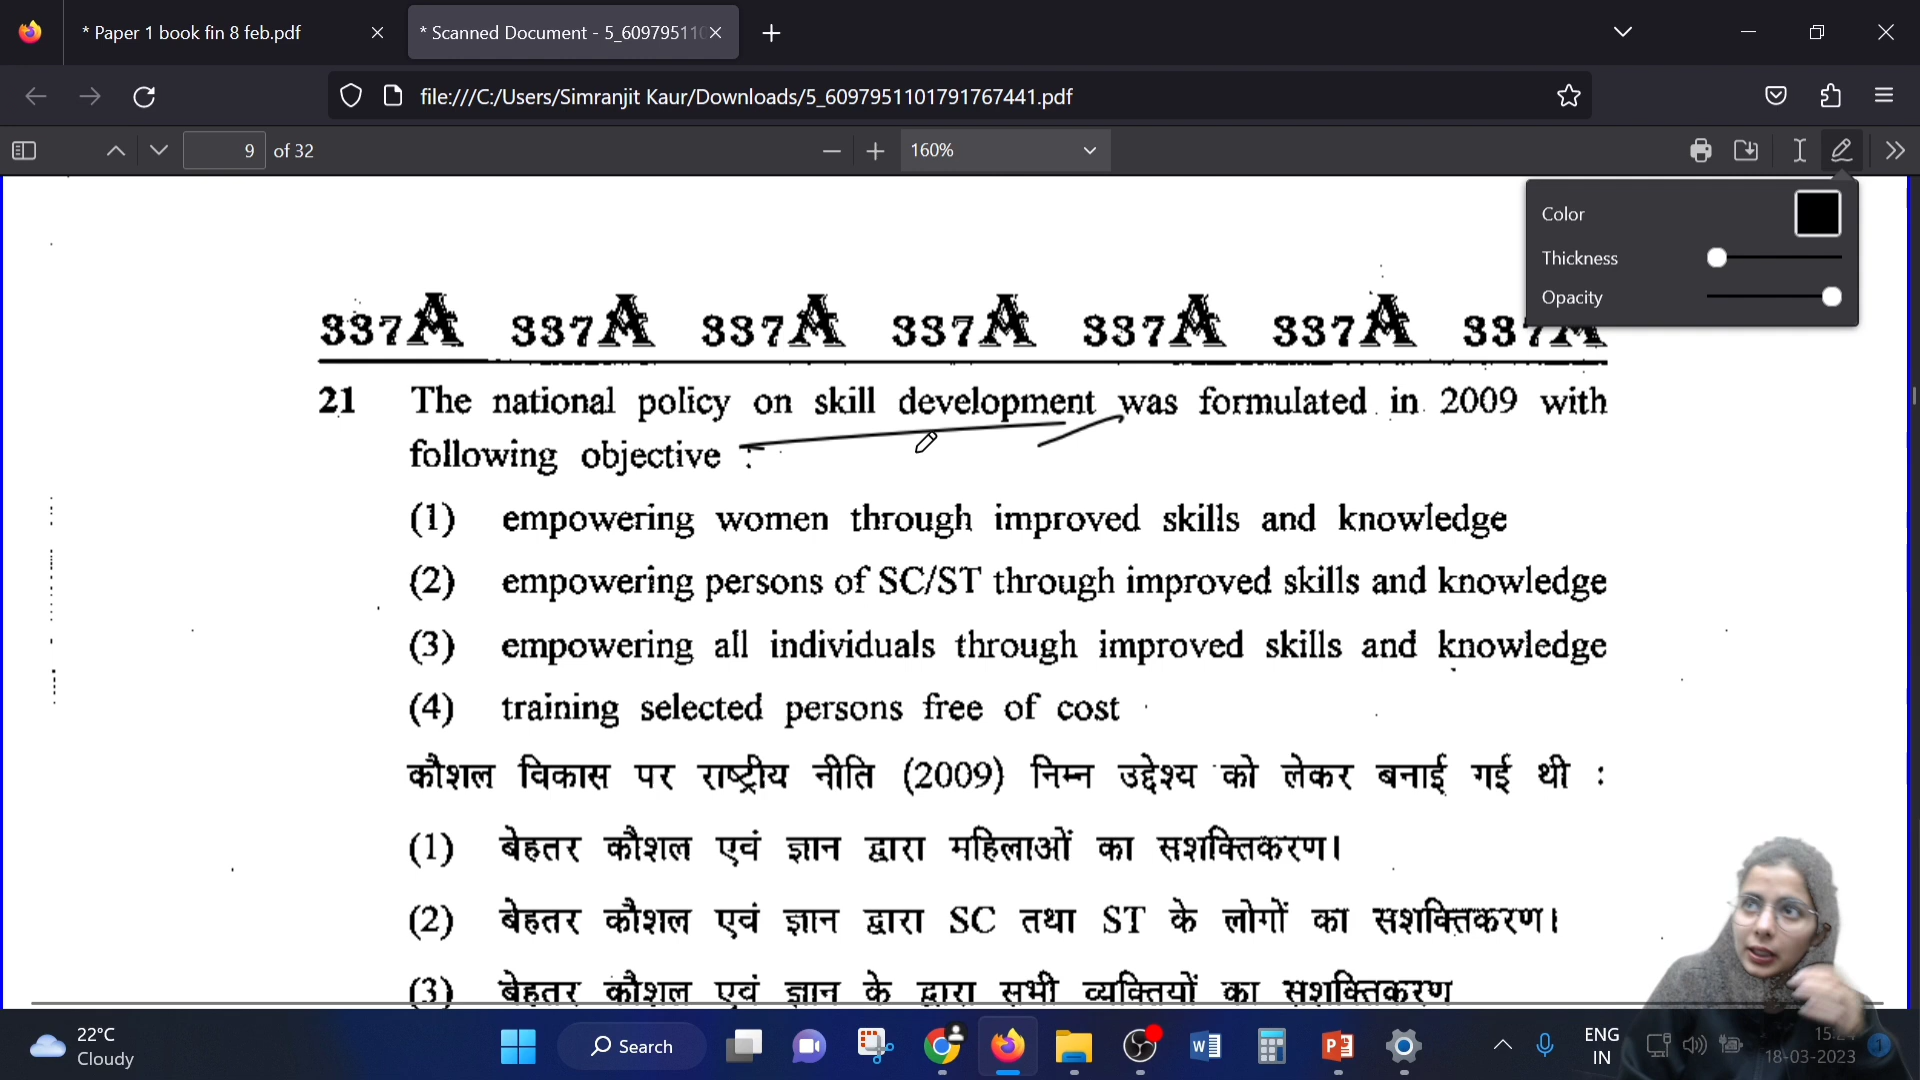 * Paper 1 book fin 8 feb.pdf
* Scanned Document - 5_60979511
file:///C:/Users/Simranjit Kaur/Downloads/5_6097951101791767441.pdf
9 of 32
160%
Color
Thickness
Opacity
337A 337A 337A 337A 337A 337A 337A
21 The national policy on skill development was formulated in 2009 with
following objective :
(1) empowering women through improved skills and knowledge
(2) empowering persons of SC/ST through improved skills and knowledge
(3) empowering all individuals through improved skills and knowledge
(4) training selected persons free of cost
कौशल विकास पर राष्ट्रीय नीति (2009) निम्न उद्देश्य को लेकर बनाई गई थी :
(1) बेहतर कौशल एवं ज्ञान द्वारा महिलाओं का सशक्तिकरण।
(2) बेहतर कौशल एवं ज्ञान द्वारा SC तथा ST के लोगों का सशक्तिकरण।
(3) बेहतर कौशल एवं ज्ञान के द्वारा सभी व्यक्तियों का सशक्तिकरण
22°C
Cloudy
Search
ENG
IN
18-03-2023
1